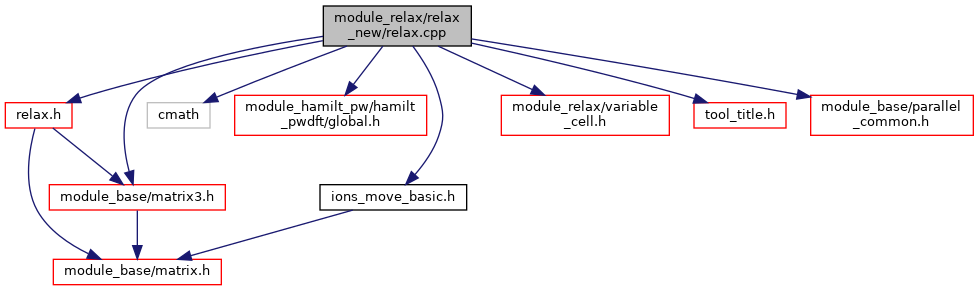 module_relax/relax
_new/relax.cpp
relax.h
cmath
module_hamilt_pw/hamilt
_pwdft/global.h
module_relax/variable
_cell.h
tool_title.h
module_base/parallel
_common.h
module_base/matrix3.h
ions_move_basic.h
module_base/matrix.h